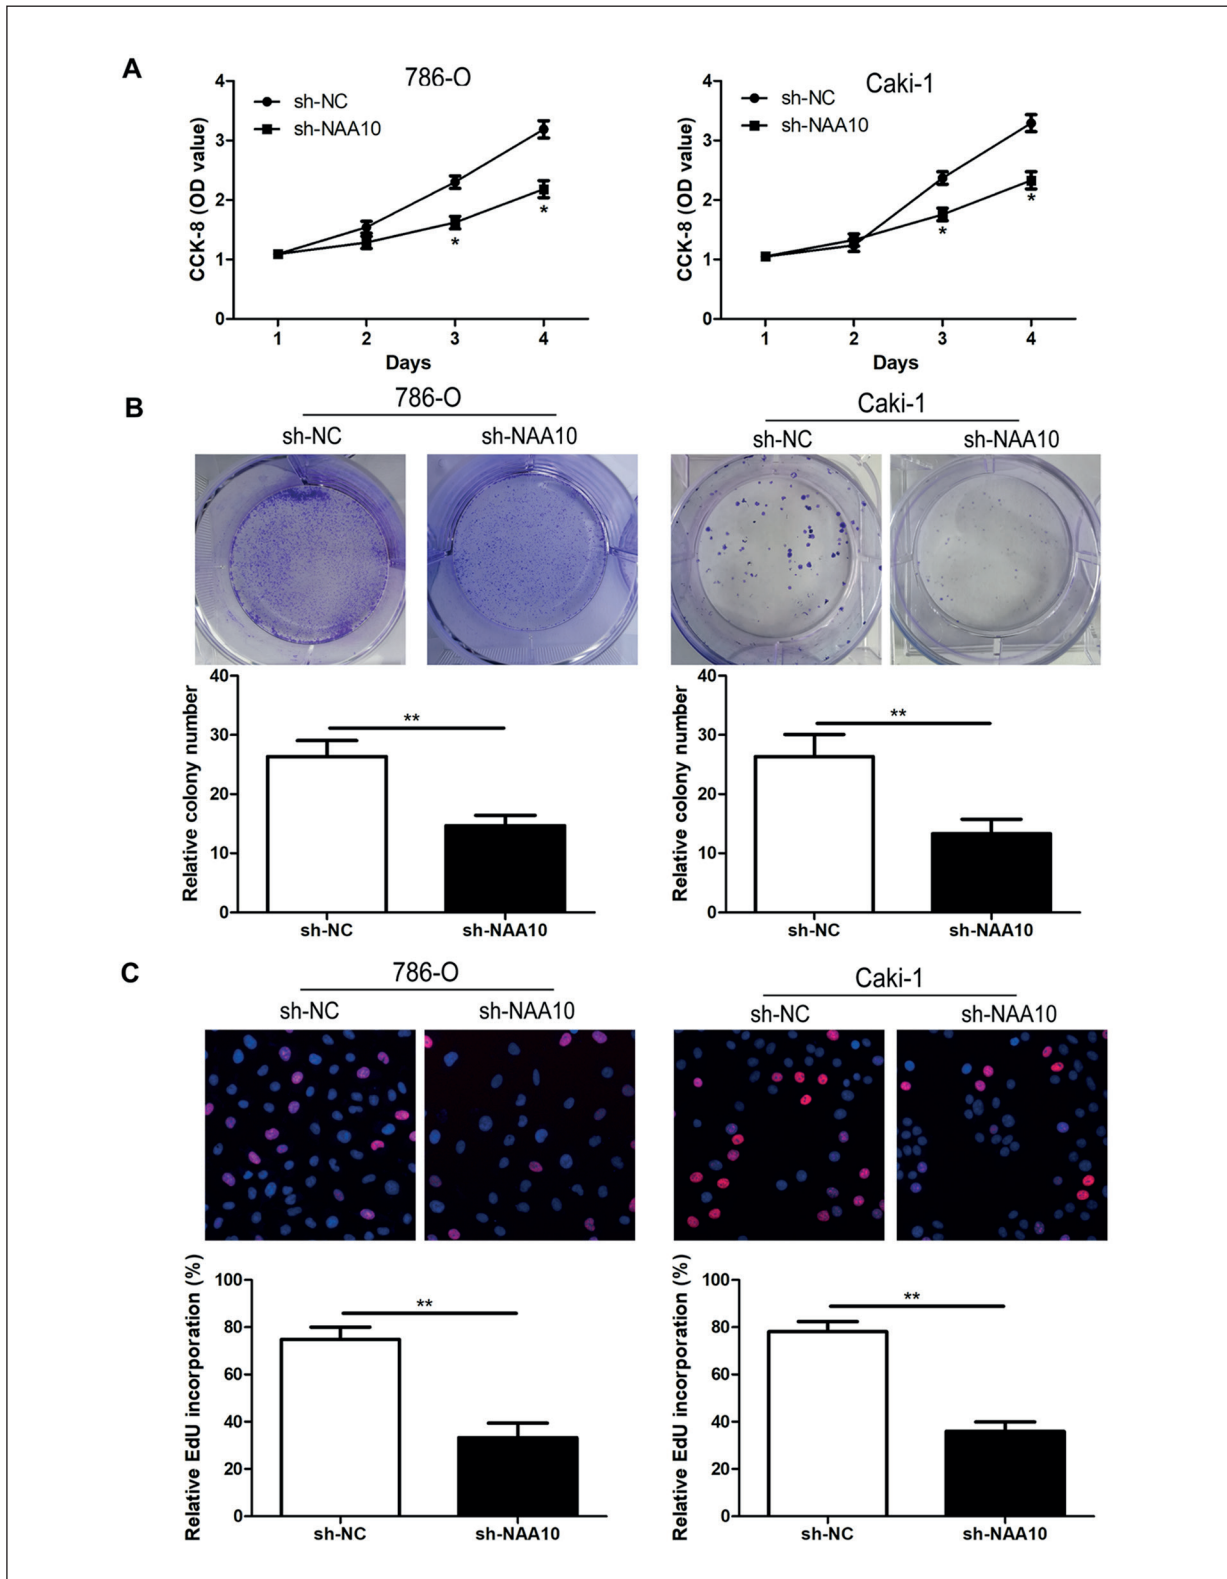 A
786-O
4
3
2
1
0
CCK-8 (OD value)
sh-NC
sh-NAA10
*
*
1 2 3 4
Days
Caki-1
4
3
2
1
0
CCK-8 (OD value)
sh-NC
sh-NAA10
*
*
1 2 3 4
Days
B
786-O
sh-NC sh-NAA10
Caki-1
sh-NC sh-NAA10
40
30
20
10
0
Relative colony number
**
sh-NC sh-NAA10
40
30
20
10
0
Relative colony number
**
sh-NC sh-NAA10
C
786-O
sh-NC sh-NAA10
Caki-1
sh-NC sh-NAA10
100
80
60
40
20
0
Relative EdU incorporation (%)
**
sh-NC sh-NAA10
100
80
60
40
20
0
Relative EdU incorporation (%)
**
sh-NC sh-NAA10